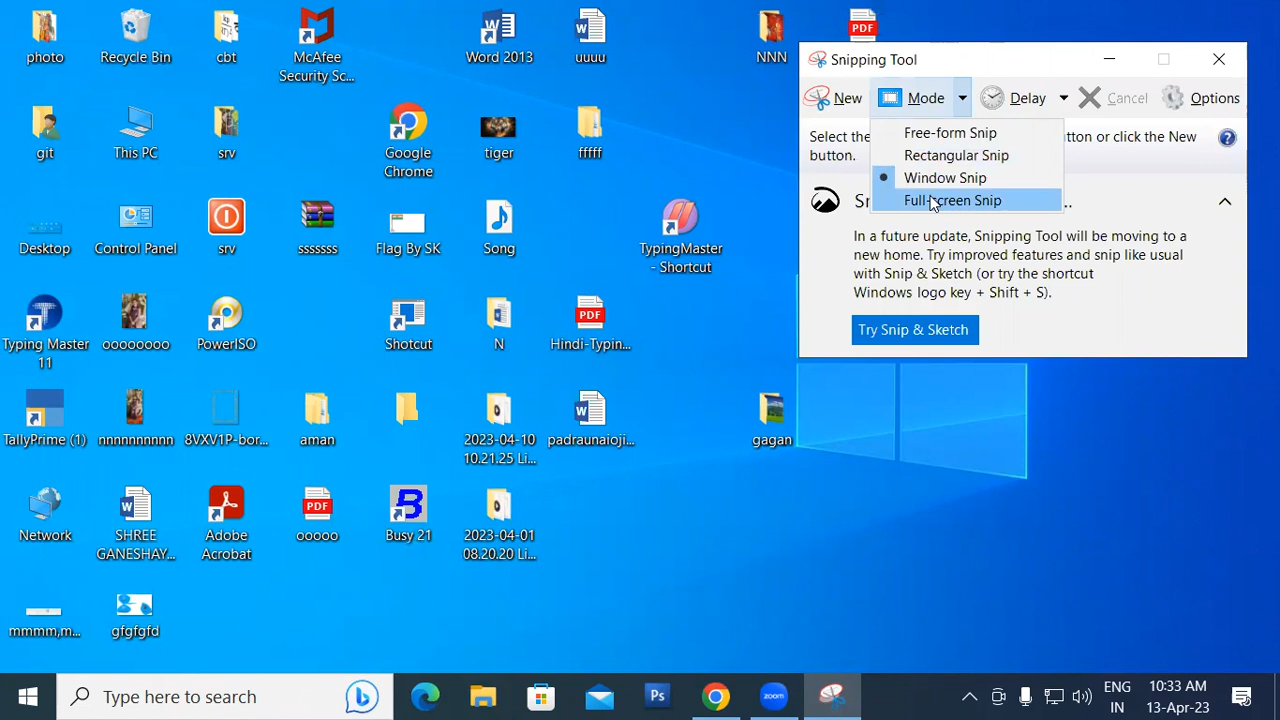 photo
Recycle Bin
cbt
McAfee
Security Sc...
Word 2013
uuuu
NNN
PDF
git
This PC
srv
Google
Chrome
tiger
fffff
Desktop
Control Panel
srv
sssssss
Flag By SK
Song
TypingMaster
- Shortcut
Typing Master
11
oooooooo
PowerISO
Shotcut
N
PDF
Hindi-Typin...
TallyPrime (1)
nnnnnnnnnn
8VXV1P-bor...
aman
2023-04-10
10.21.25 Li...
padraunaioji...
gagan
Network
SHREE
GANESHAY...
Adobe
Acrobat
PDF
ooooo
Busy 21
2023-04-01
08.20.20 Li...
mmmm,m...
gfgfgfd
Snipping Tool
New
Mode
Delay
Cancel
Options
Free-form Snip
Rectangular Snip
Window Snip
Full-screen Snip
Select the
tton or click the New
button.
In a future update, Snipping Tool will be moving to a
new home. Try improved features and snip like usual
with Snip & Sketch (or try the shortcut
Windows logo key + Shift + S).
Try Snip & Sketch
Type here to search
Ps
zoom
ENG
IN
10:33 AM
13-Apr-23